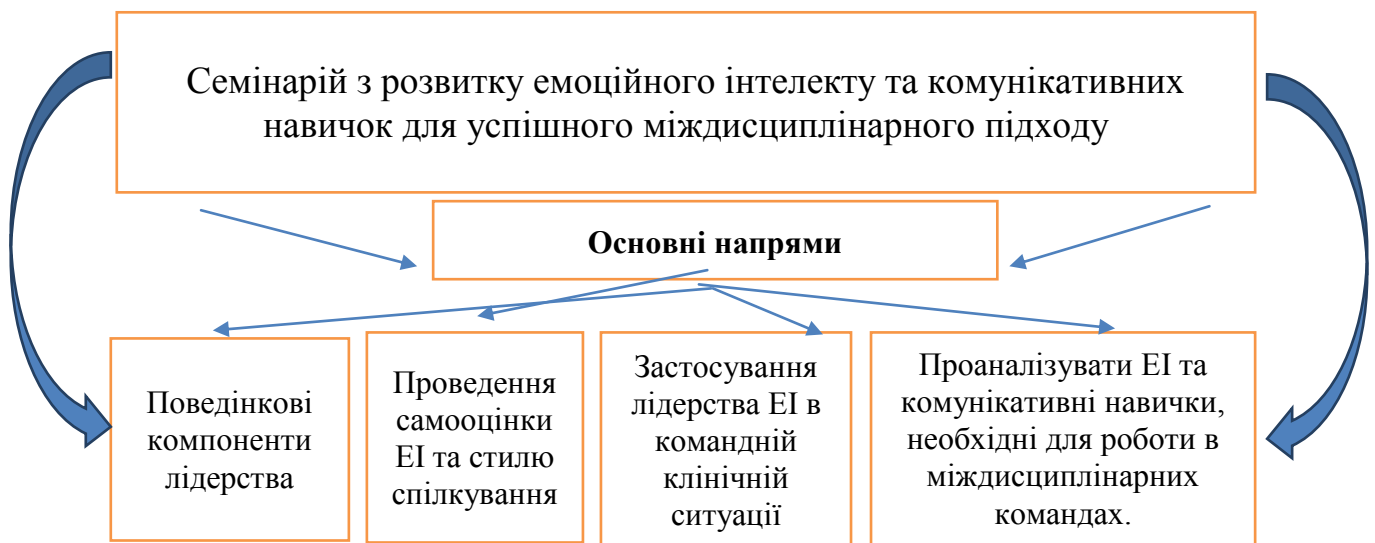 Семінарій з розвитку емоційного інтелекту та комунікативних
навичок для успішного міждисциплінарного підходу
Основні напрями
Поведінкові
компоненти
лідерства
Проведення
самооцінки
ЕІ та стилю
спілкування
Застосування
лідерства ЕІ в
командній
клінічній
ситуації
Проаналізувати ЕІ та
комунікативні навички,
необхідні для роботи в
міждисциплінарних
командах.